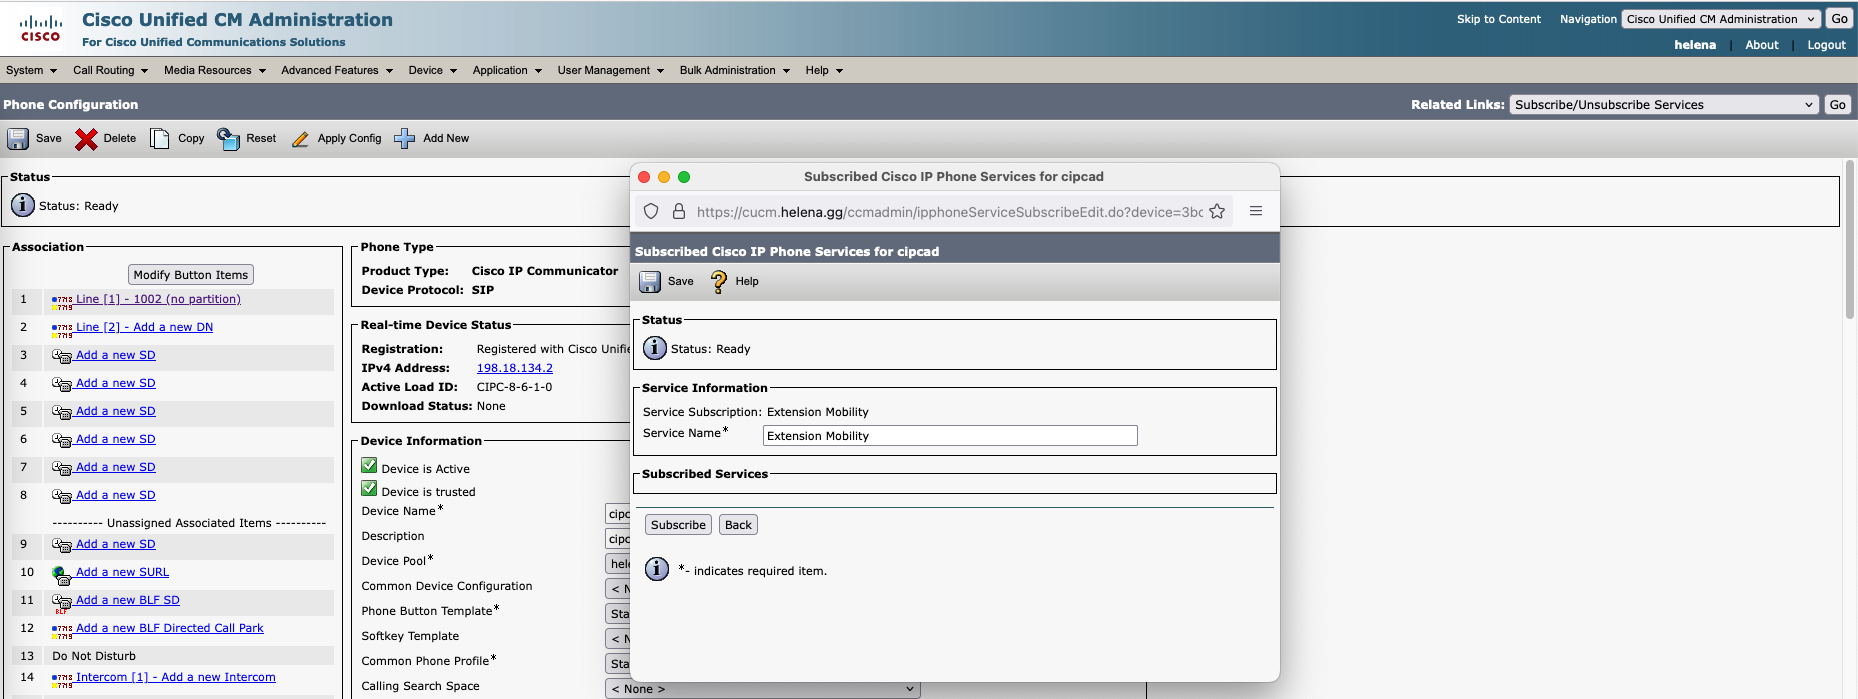 Cisco Unified CM Administration
For Cisco Unified Communications Solutions
CISCO
Skip to Content Navigation Cisco Unified CM Administration Go
helena | About | Logout
System Call Routing Media Resources Advanced Features Device Application User Management Bulk Administration Help
Phone Configuration
Related Links: Subscribe/Unsubscribe Services Go
Save Delete Copy Reset Apply Config Add New
Status
Status: Ready
Association
Modify Button Items
1 Line [1] - 1002 (no partition)
2 Line [2] - Add a new DN
3 Add a new SD
4 Add a new SD
5 Add a new SD
6 Add a new SD
7 Add a new SD
8 Add a new SD
---------- Unassigned Associated Items ----------
9 Add a new SD
10 Add a new SURL
11 Add a new BLF SD
12 Add a new BLF Directed Call Park
13 Do Not Disturb
14 Intercom [1] - Add a new Intercom
Phone Type
Product Type: Cisco IP Communicator
Device Protocol: SIP
Real-time Device Status
Registration: Registered with Cisco Unifie
IPv4 Address: 198.18.134.2
Active Load ID: CIPC-8-6-1-0
Download Status: None
Device Information
Device is Active
Device is trusted
Device Name* cipc
Description cipc
Device Pool* hele
Common Device Configuration < N
Phone Button Template* Sta
Softkey Template < N
Common Phone Profile* Sta
Calling Search Space < None >
Subscribed Cisco IP Phone Services for cipcad
https://cucm.helena.gg/ccmadmin/ipphoneServiceSubscribeEdit.do?device=3bc
Subscribed Cisco IP Phone Services for cipcad
Save Help
Status
Status: Ready
Service Information
Service Subscription: Extension Mobility
Service Name* Extension Mobility
Subscribed Services
Subscribe Back
*- indicates required item.